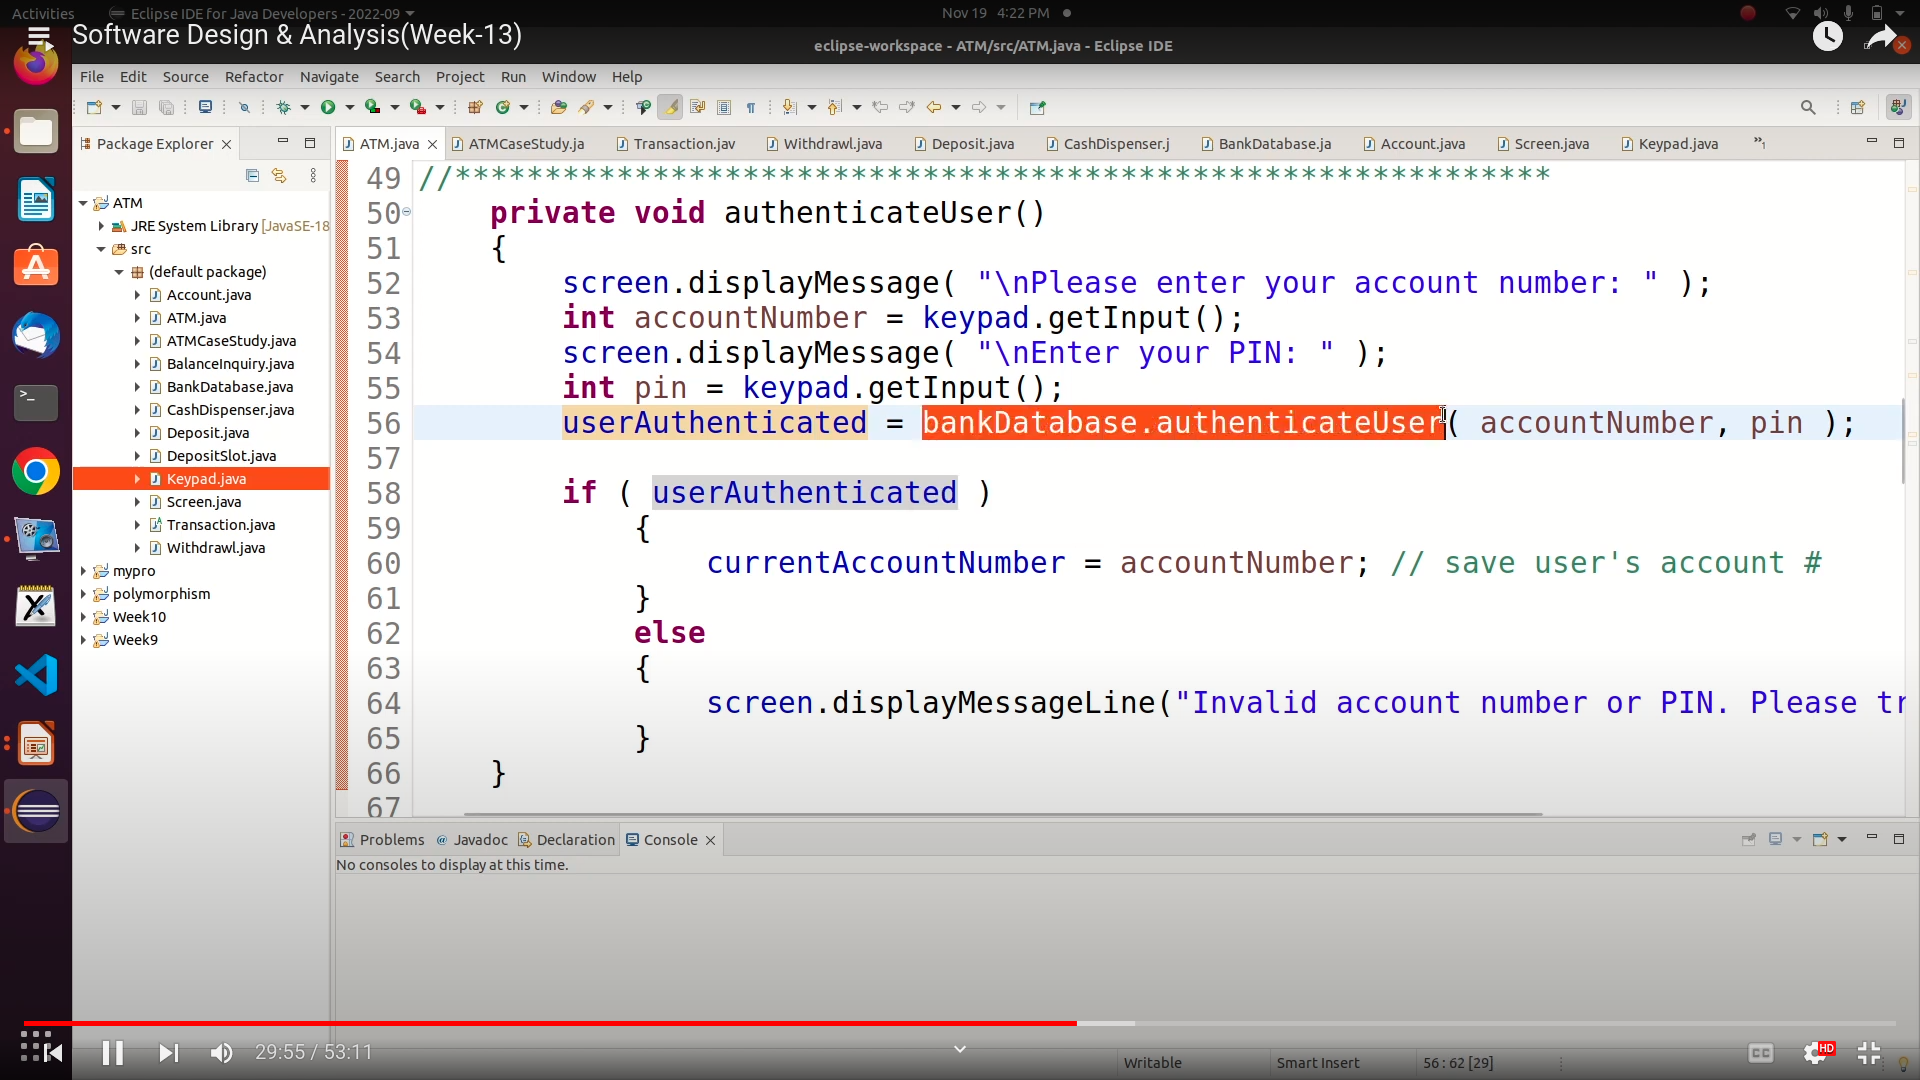 Activities
Eclipse IDE for Java Developers - 2022-09
Nov 19 4:22 PM
Software Design & Analysis(Week-13)
eclipse-workspace - ATM/src/ATM.java - Eclipse IDE
File Edit Source Refactor Navigate Search Project Run Window Help
Package Explorer
ATM.java
ATMCaseStudy.ja
Transaction.jav
Withdrawl.java
Deposit.java
CashDispenser.j
BankDatabase.ja
Account.java
Screen.java
Keypad.java
»1
ATM
JRE System Library [JavaSE-18
src
(default package)
Account.java
ATM.java
ATMCaseStudy.java
BalanceInquiry.java
BankDatabase.java
CashDispenser.java
Deposit.java
DepositSlot.java
Keypad.java
Screen.java
Transaction.java
Withdrawl.java
mypro
polymorphism
Week10
Week9
49 //*************************************************************
50 private void authenticateUser()
51 {
52 screen.displayMessage( "\nPlease enter your account number: " );
53 int accountNumber = keypad.getInput();
54 screen.displayMessage( "\nEnter your PIN: " );
55 int pin = keypad.getInput();
56 userAuthenticated = bankDatabase.authenticateUser( accountNumber, pin );
57
58 if ( userAuthenticated )
59 {
60 currentAccountNumber = accountNumber; // save user's account #
61 }
62 else
63 {
64 screen.displayMessageLine("Invalid account number or PIN. Please tr
65 }
66 }
67
Problems
@ Javadoc
Declaration
Console
No consoles to display at this time.
29:55 / 53:11
Writable
Smart Insert
56 : 62 [29]
CC
HD